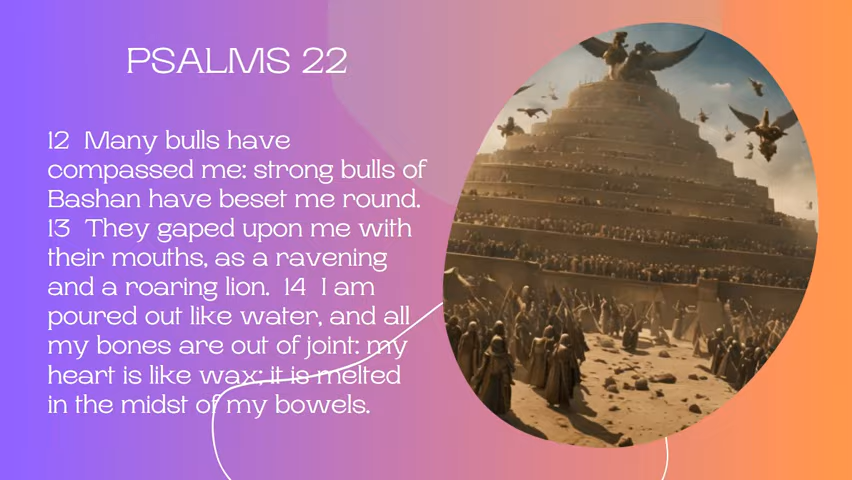 PSALMS 22
12 Many bulls have
compassed me: strong bulls of
Bashan have beset me round.
13 They gaped upon me with
their mouths, as a ravening
and a roaring lion. 14 I am
poured out like water, and all
my bones are out of joint: my
heart is like wax; it is melted
in the midst of my bowels.